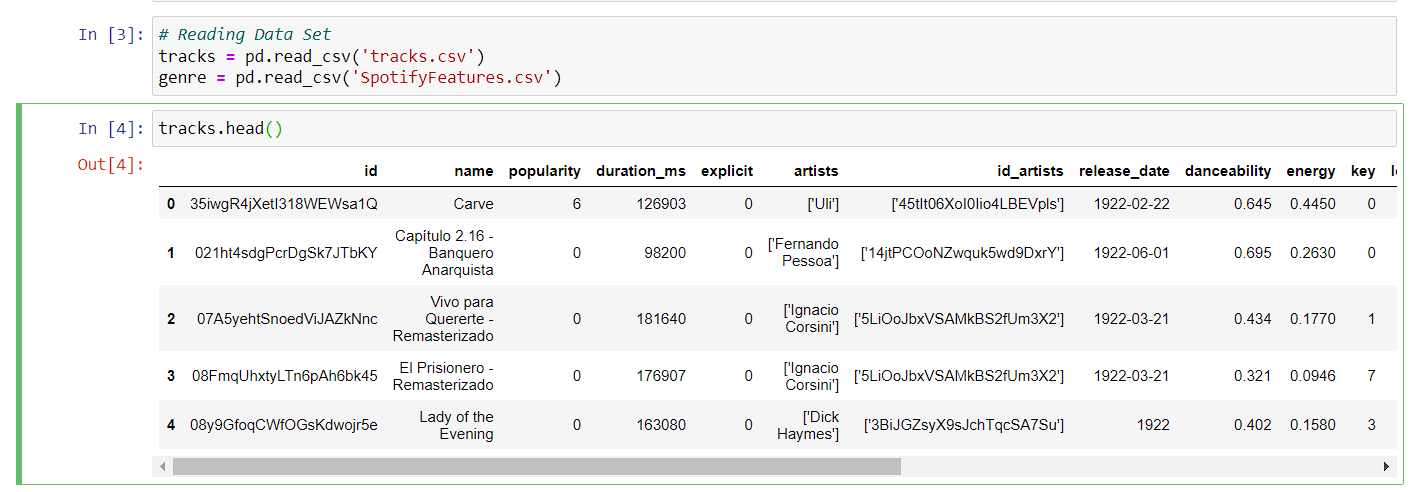 In [3]: # Reading Data Set
tracks = pd.read_csv('tracks.csv')
genre = pd.read_csv('SpotifyFeatures.csv')
In [4]: tracks.head()
Out[4]:
id name popularity duration_ms explicit artists id_artists release_date danceability energy key
0 35iwgR4jXetI318WEWsa1Q Carve 6 126903 0 ['Uli'] ['45tIt06XoI0Iio4LBEVpls'] 1922-02-22 0.645 0.4450 0
Capítulo 2.16 -
1 021ht4sdgPcrDgSk7JTbKY Banquero 0 98200 0 ['Fernando Pessoa'] ['14jtPCOoNZwquk5wd9DxrY'] 1922-06-01 0.695 0.2630 0
Anarquista
Vivo para
2 07A5yehtSnoedViJAZkNnc Quererte - 0 181640 0 ['Ignacio Corsini'] ['5LiOoJbxVSAMkBS2fUm3X2'] 1922-03-21 0.434 0.1770 1
Remasterizado
3 08FmqUhxtyLTn6pAh6bk45 El Prisionero - 0 176907 0 ['Ignacio Corsini'] ['5LiOoJbxVSAMkBS2fUm3X2'] 1922-03-21 0.321 0.0946 7
Remasterizado
4 08y9GfoqCWfOGsKdwojr5e Lady of the 0 163080 0 ['Dick Haymes'] ['3BiJGZsyX9sJchTqcSA7Su'] 1922 0.402 0.1580 3
Evening